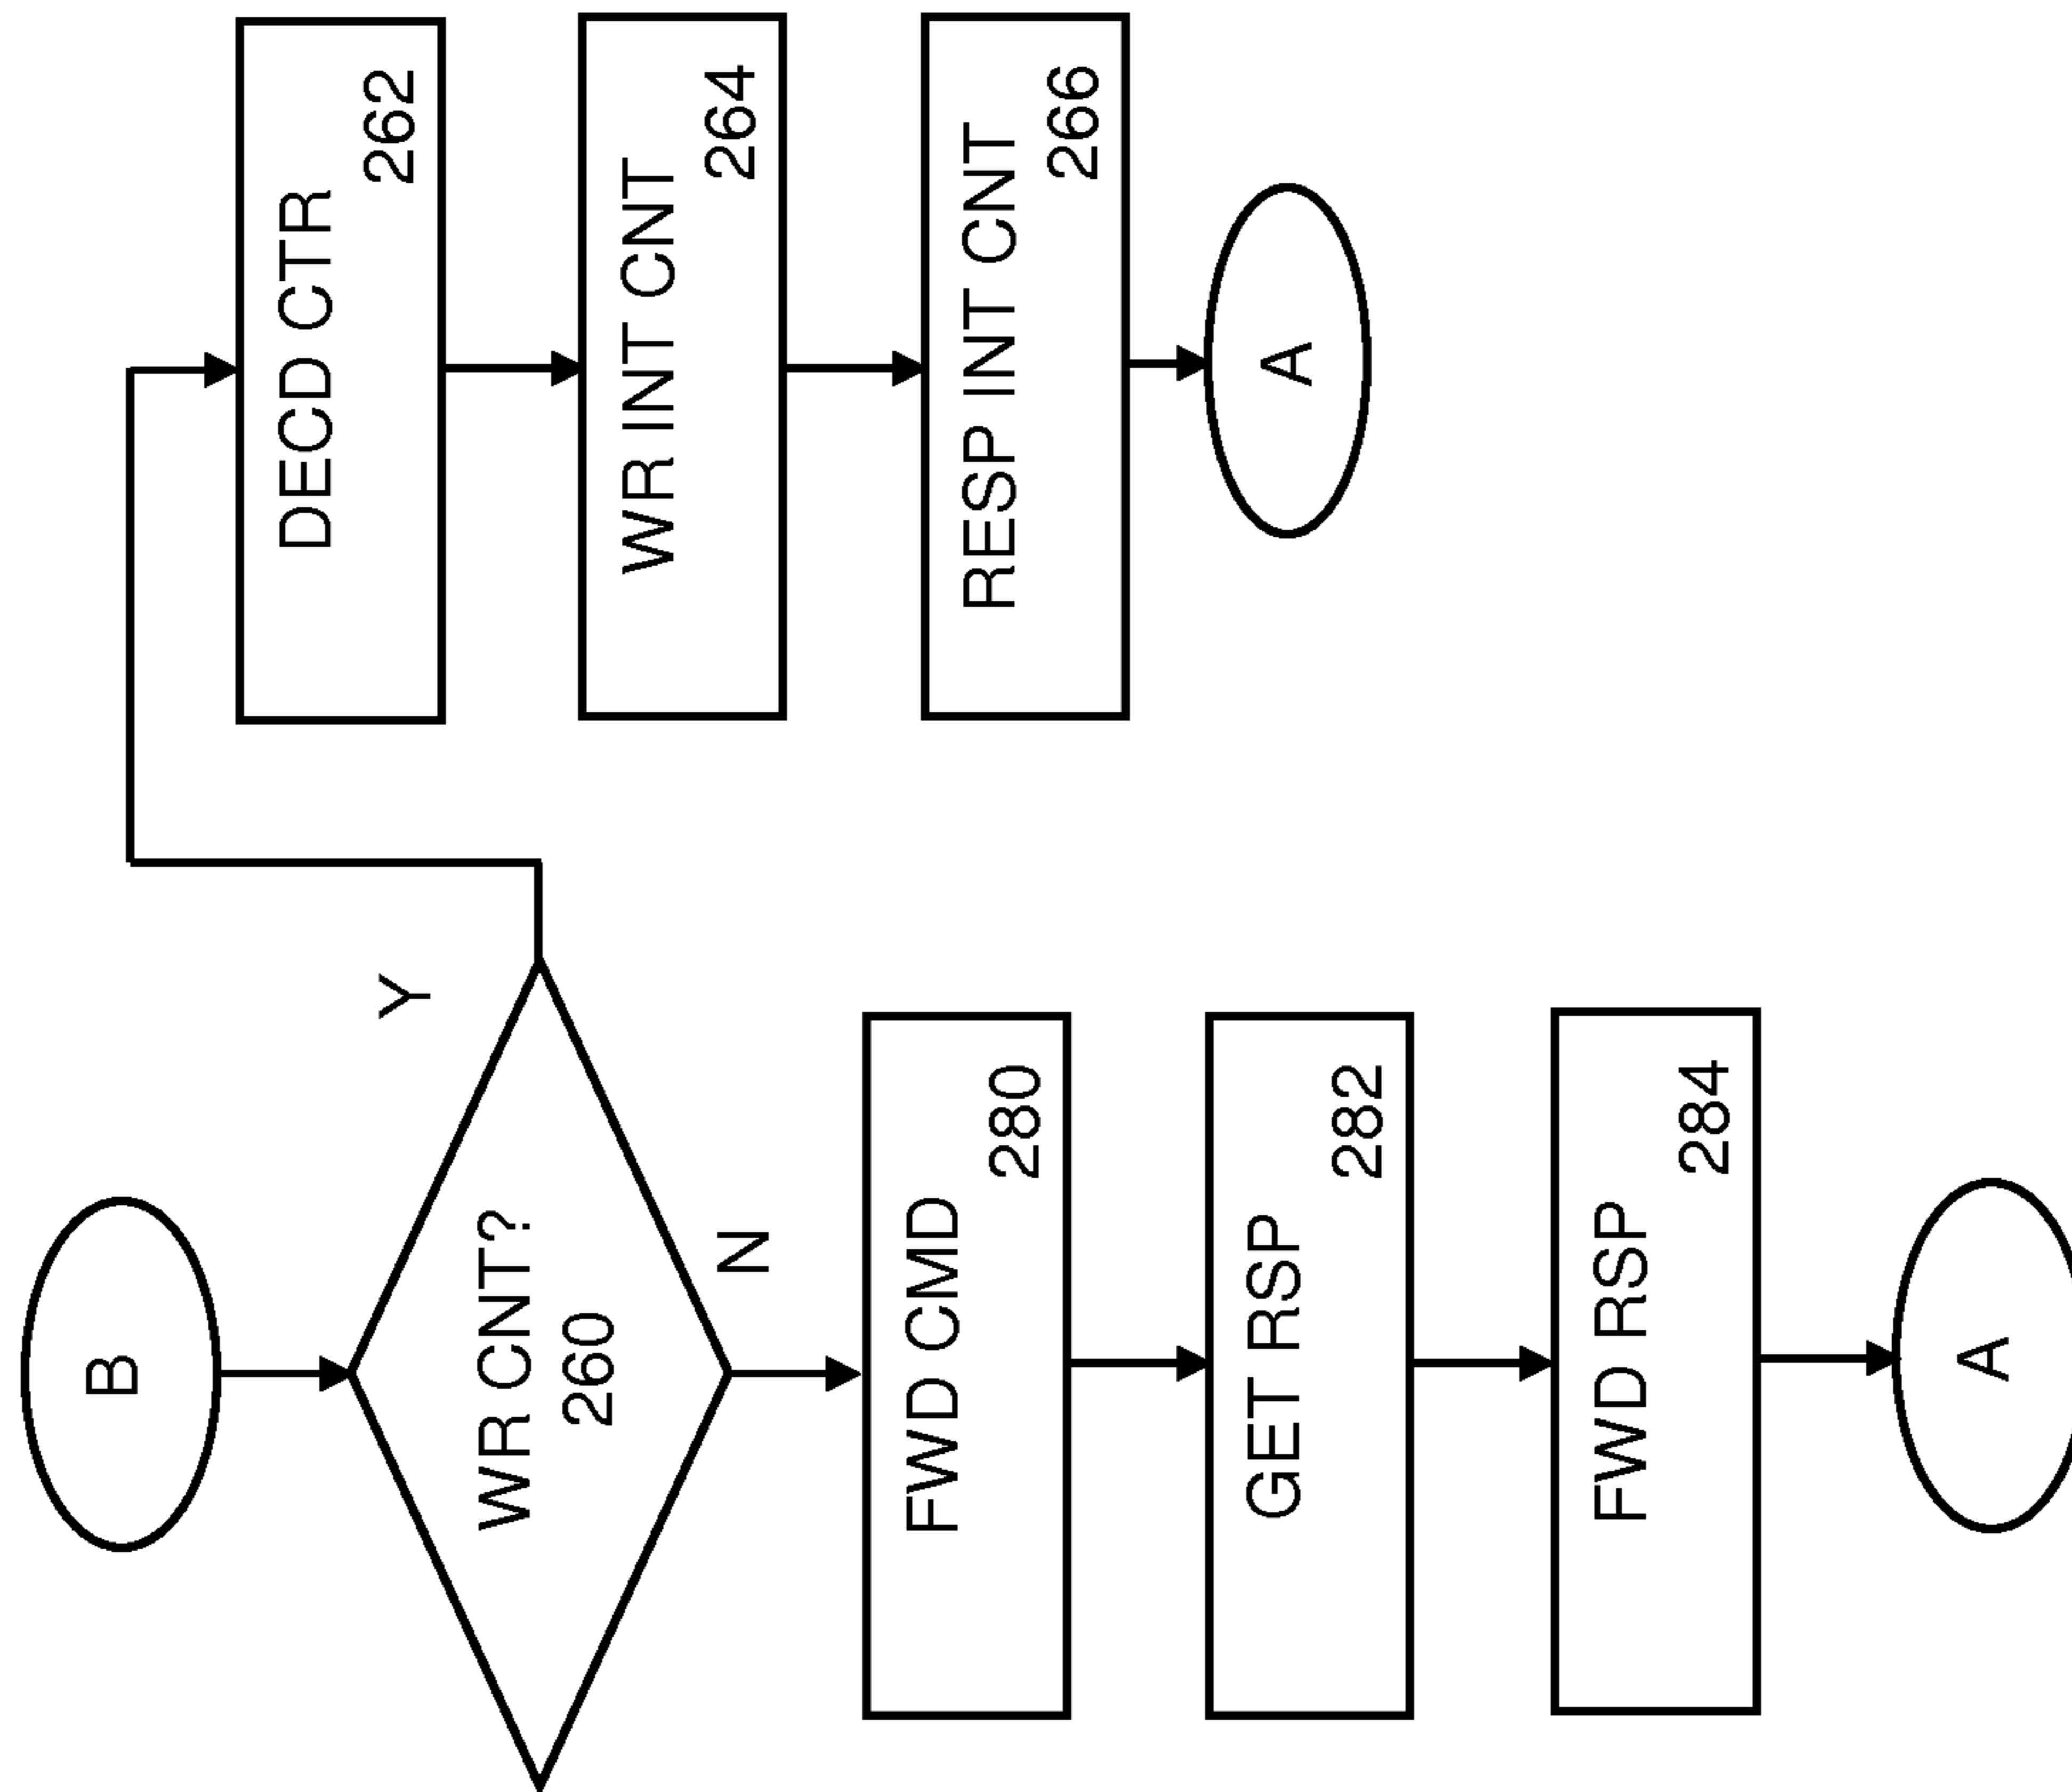 B
WR CNT?
260
Y
N
FWD CMD
280
GET RSP
282
FWD RSP
284
A
DECD CTR
262
WR INT CNT
264
RESP INT CNT
266
A